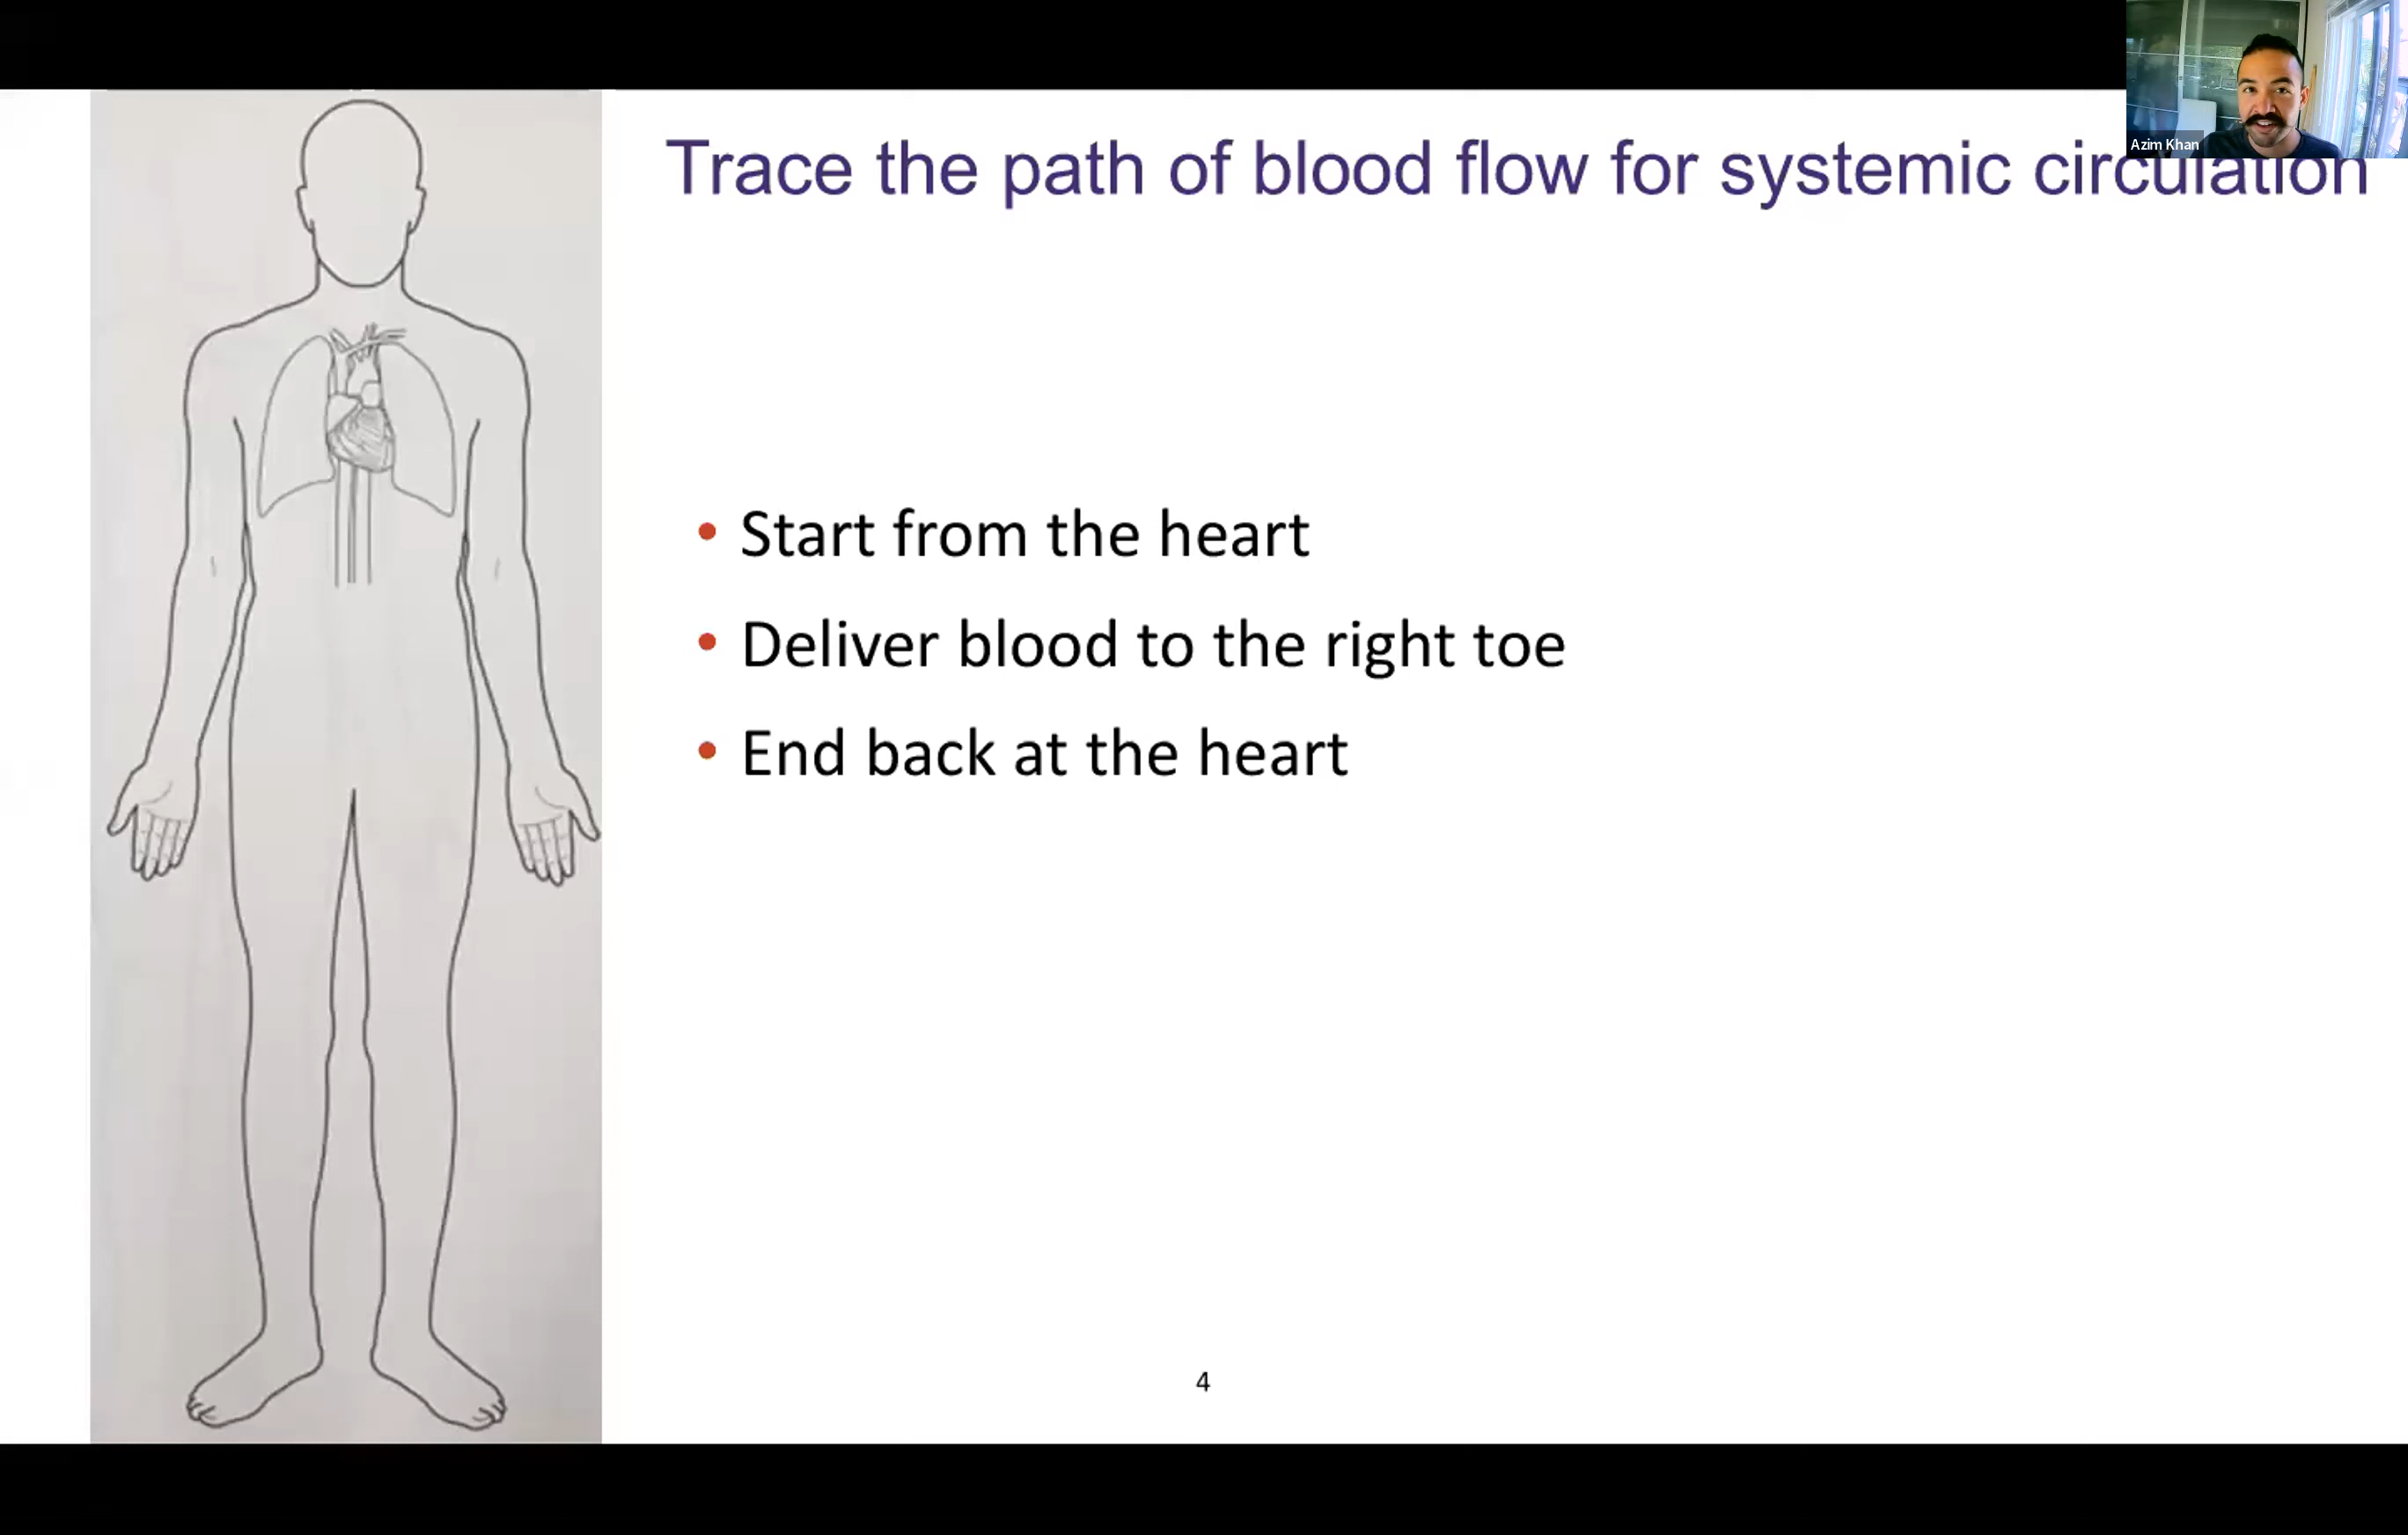 Azim Khan
Trace the path of blood flow for systemic circulation
Start from the heart
Deliver blood to the right toe
End back at the heart
4